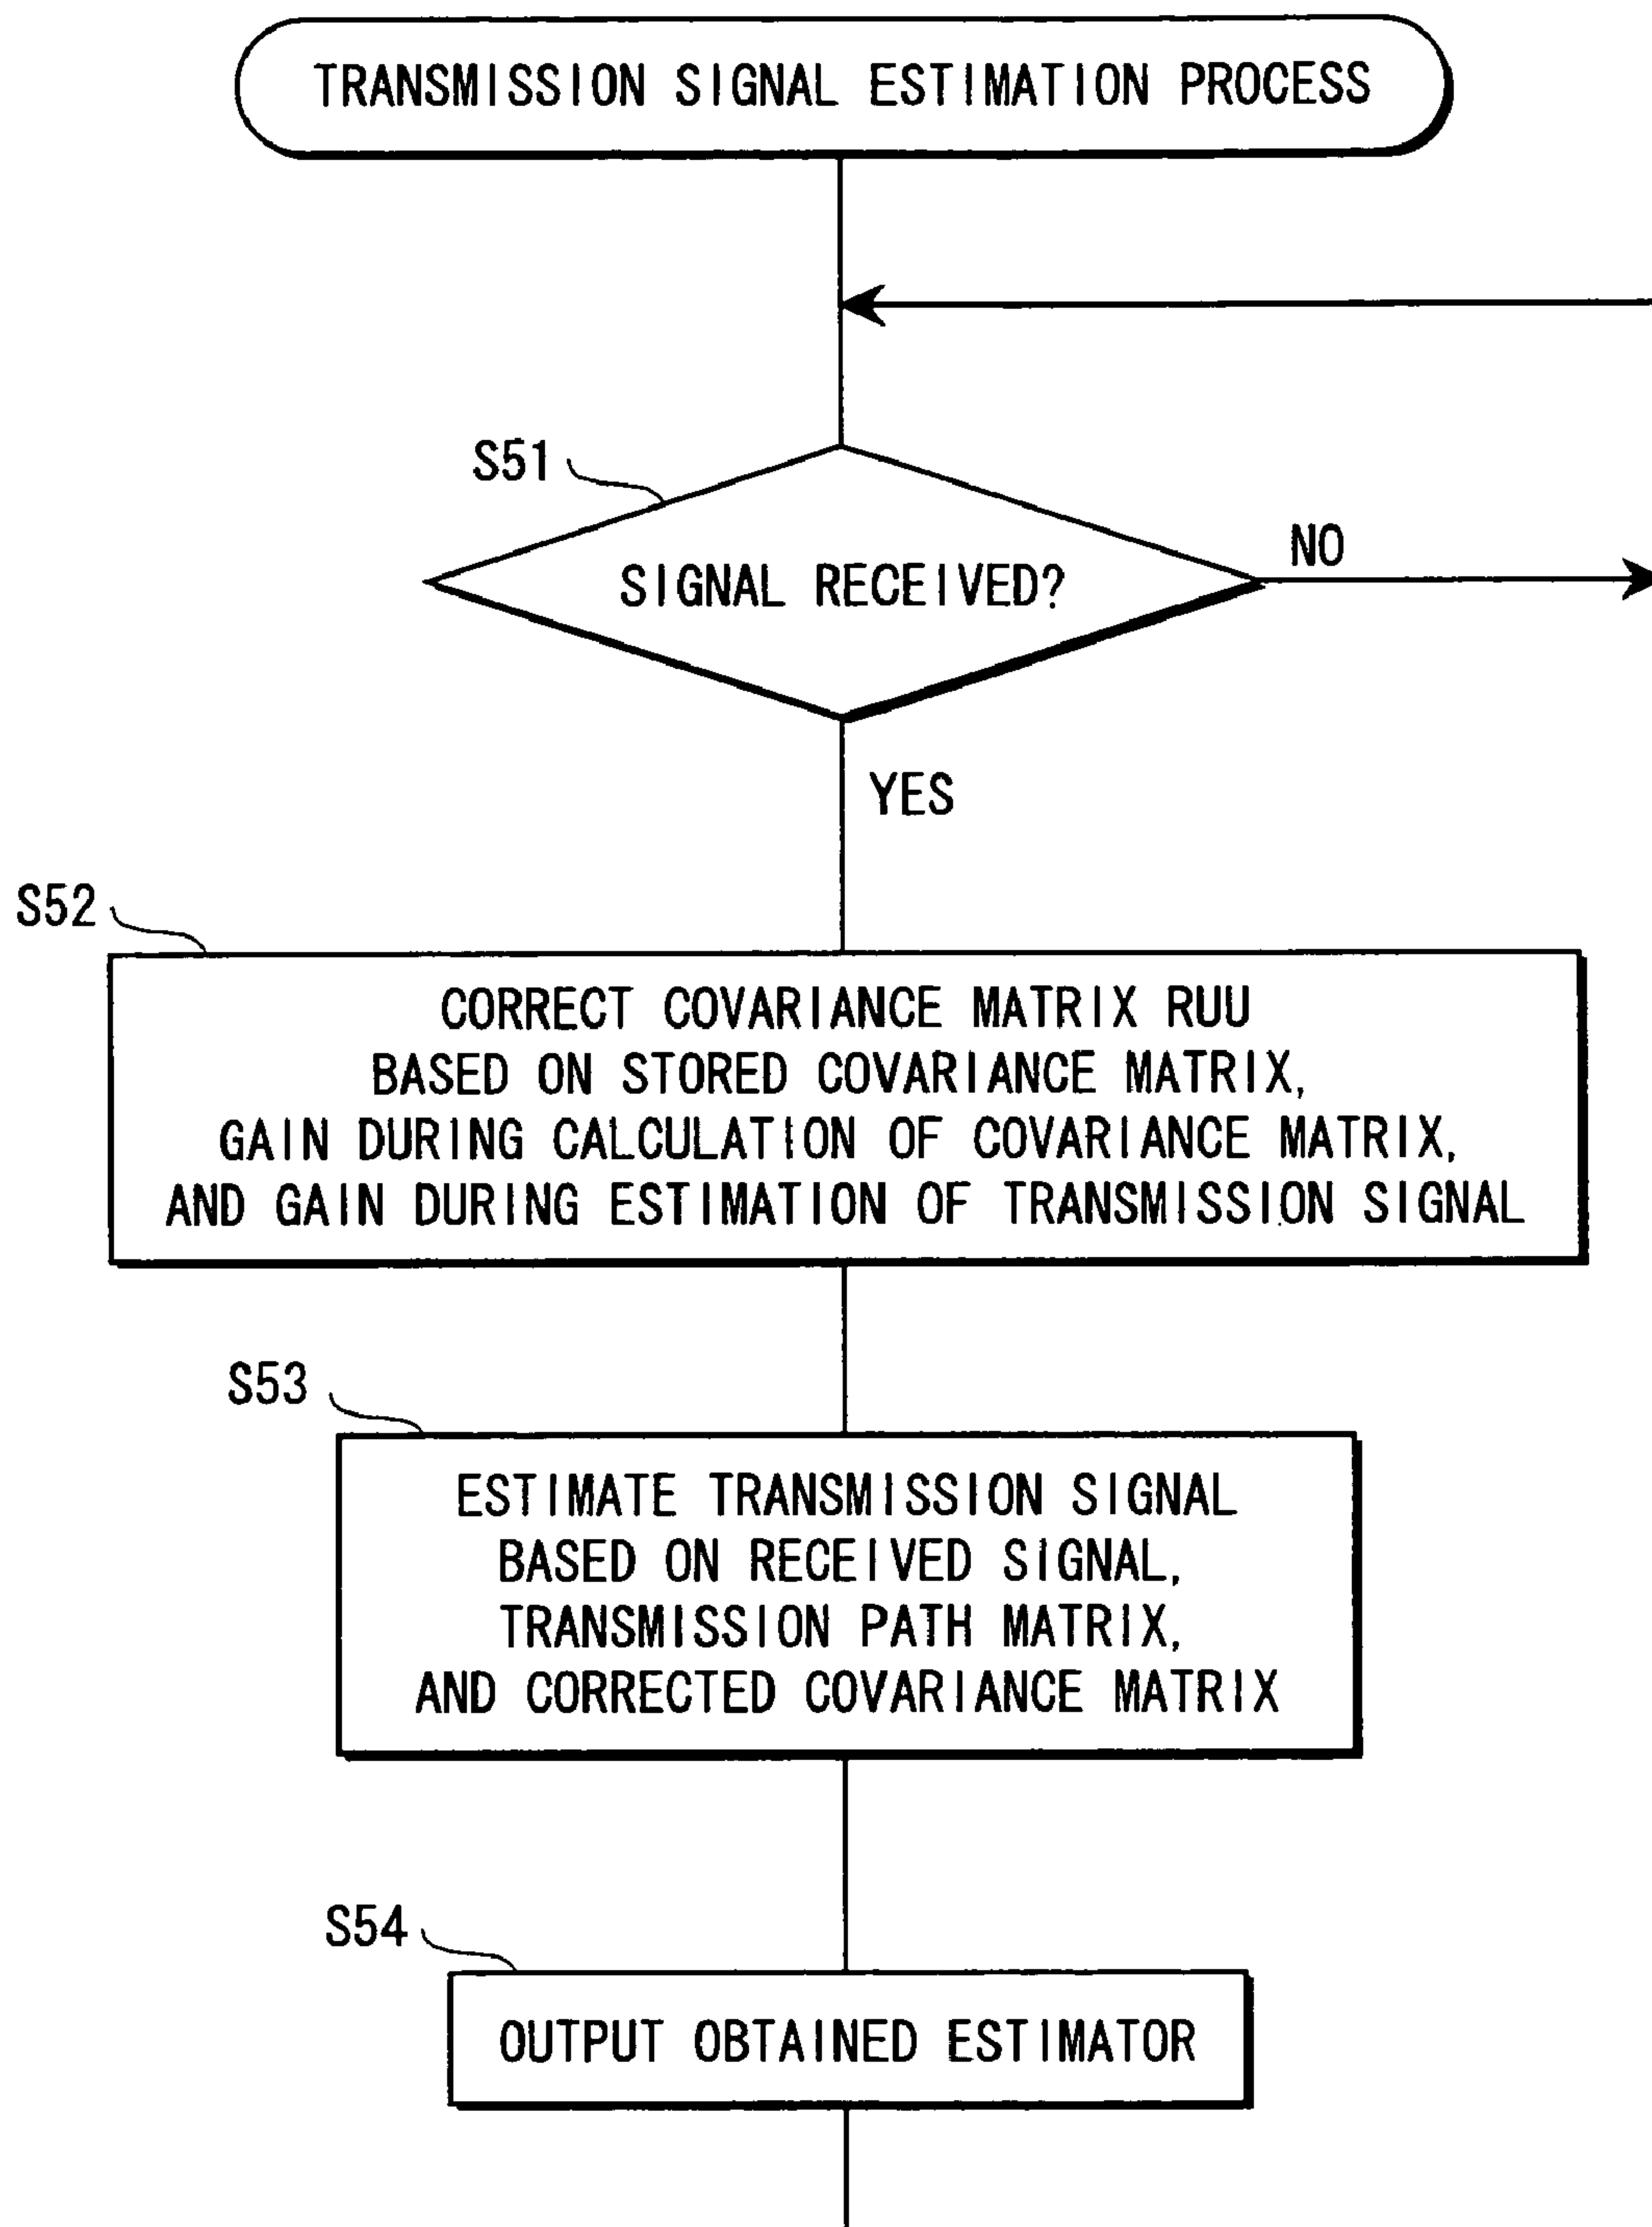 TRANSMISSION SIGNAL ESTIMATION PROCESS
S51
SIGNAL RECEIVED?
NO
YES
S52
CORRECT COVARIANCE MATRIX RUU
BASED ON STORED COVARIANCE MATRIX,
GAIN DURING CALCULATION OF COVARIANCE MATRIX,
AND GAIN DURING ESTIMATION OF TRANSMISSION SIGNAL
S53
ESTIMATE TRANSMISSION SIGNAL
BASED ON RECEIVED SIGNAL,
TRANSMISSION PATH MATRIX,
AND CORRECTED COVARIANCE MATRIX
S54
OUTPUT OBTAINED ESTIMATOR